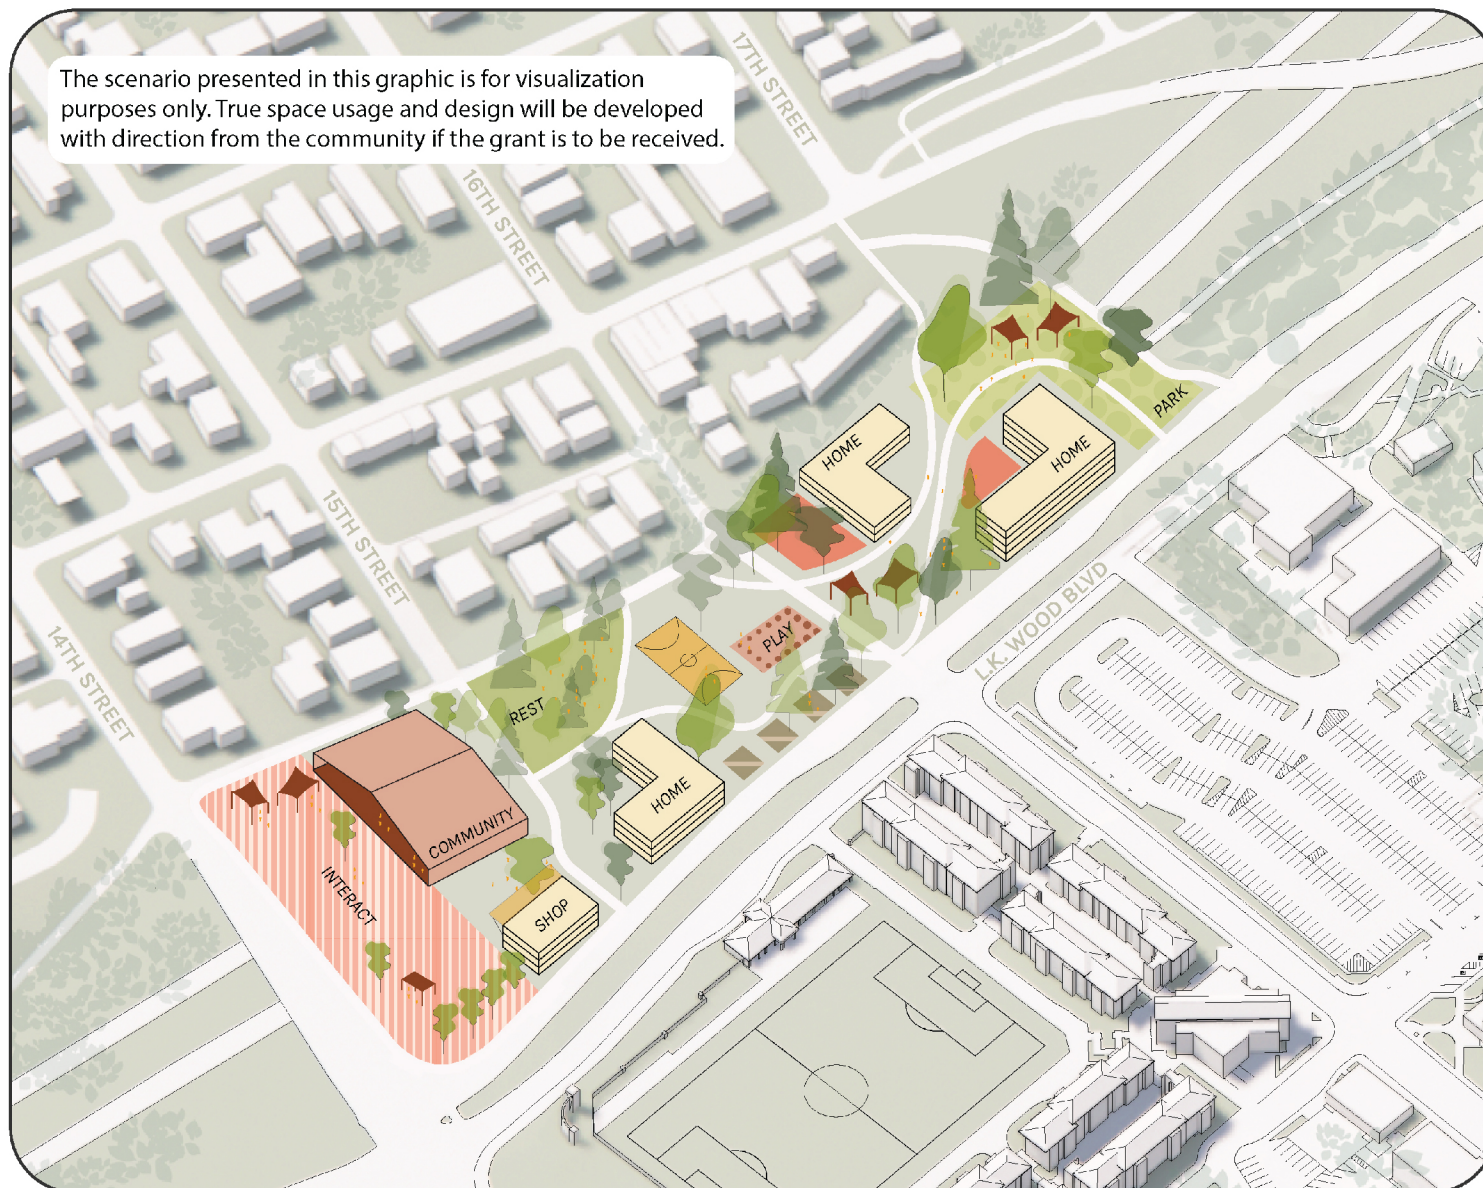 The scenario presented in this graphic is for visualization
purposes only. True space usage and design will be developed
with direction from the community if the grant is to be received.
17TH STREET
16TH STREET
15TH STREET
14TH STREET
PARK
HOME
HOME
L.K. WOOD BLVD
PLAY
REST
HOME
COMMUNITY
INTERACT
SHOP